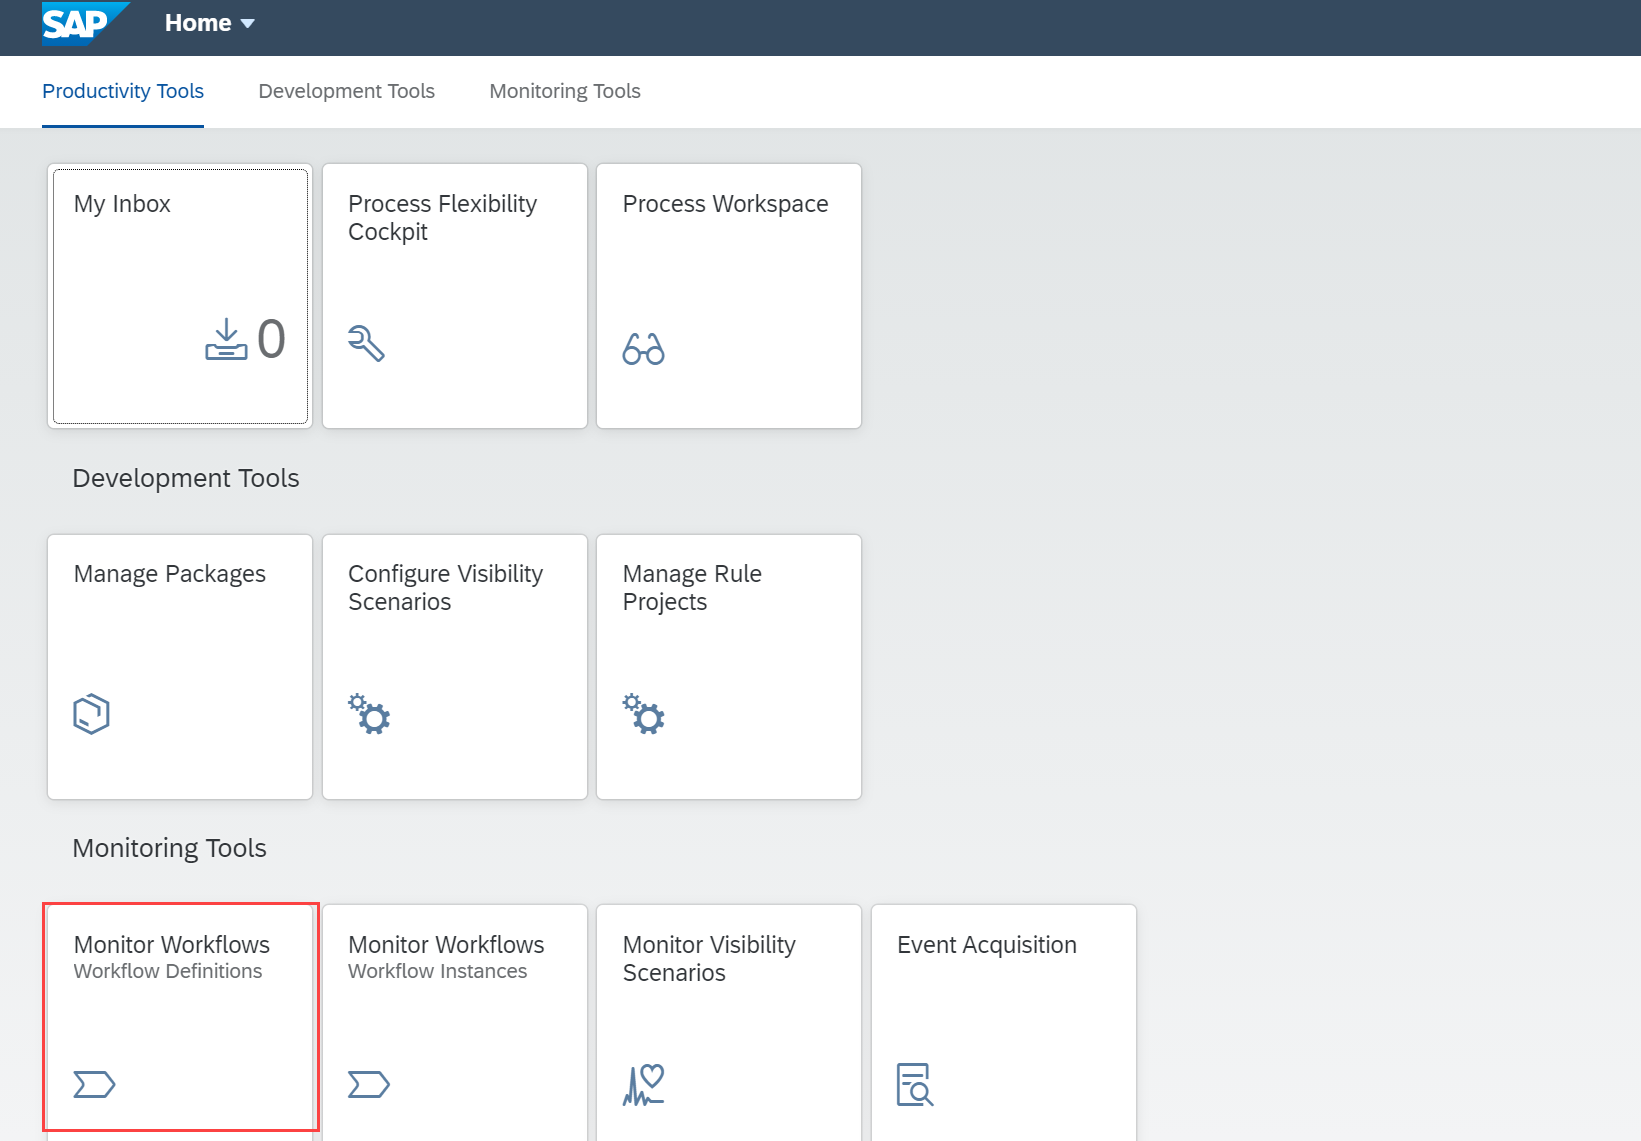 SAP Home
Productivity Tools Development Tools Monitoring Tools
My Inbox
0
Process Flexibility
Cockpit
Process Workspace
Development Tools
Manage Packages
Configure Visibility
Scenarios
Manage Rule
Projects
Monitoring Tools
Monitor Workflows
Workflow Definitions
Monitor Workflows
Workflow Instances
Monitor Visibility
Scenarios
Event Acquisition